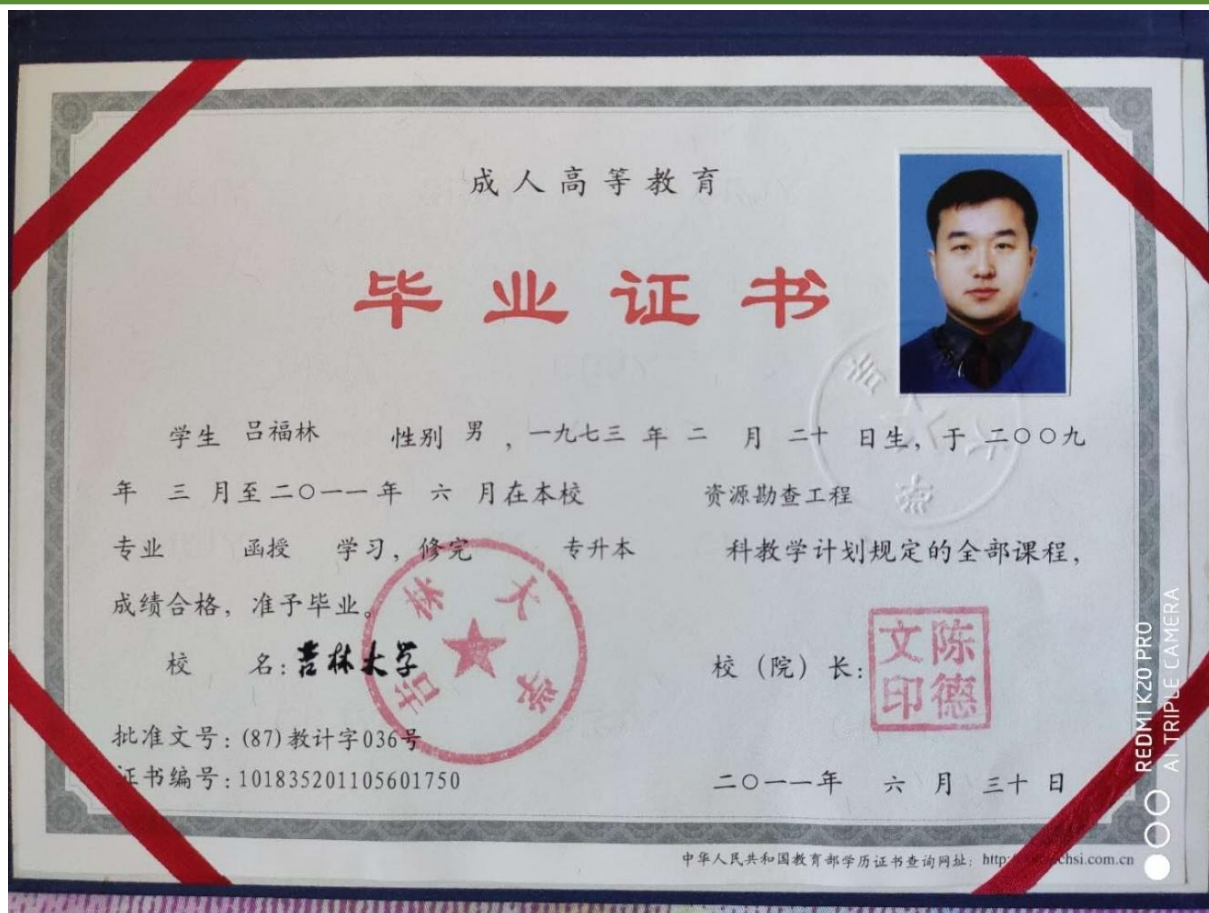 成人高等教育
毕业证书
学生 吕福林 性别 男 , 一九七三 年 二 月 二十 日生, 于 二〇〇九
年 三 月至二〇一一年 六 月在本校 资源勘查工程
专业 函授 学习, 修完 专升本 科教学计划规定的全部课程,
成绩合格, 准予毕业。
校 名: 吉林大学
校 (院) 长:
陈德文印
吉林大学
批准文号: (87)教计字036号
证书编号: 101835201105601750
二〇一一年 六 月 三十 日
中华人民共和国教育部学历证书查询网址: http: chsi.com.cn
REDMI K20 PRO
AI TRIPLE CAMERA